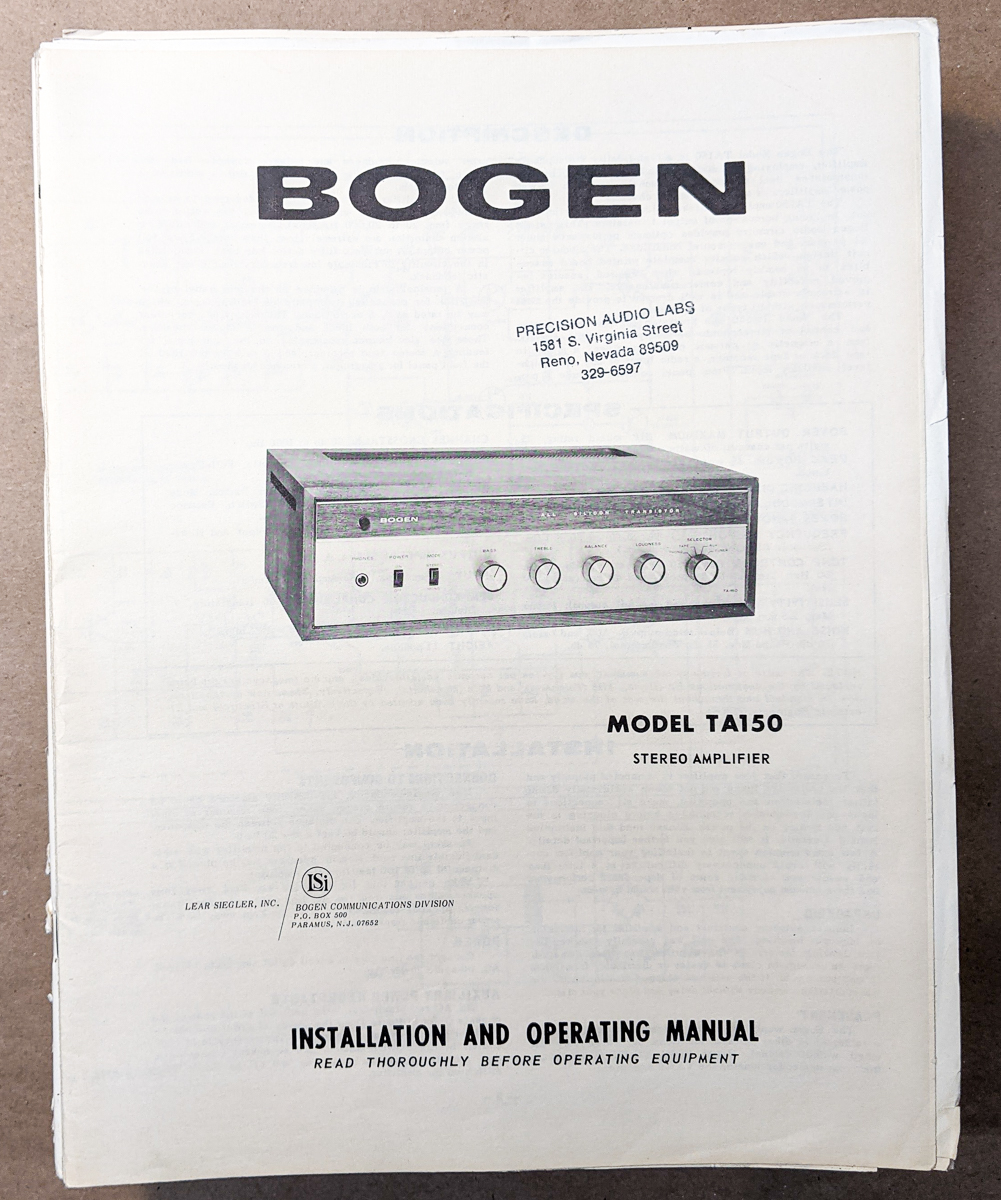 BOGEN
PRECISION AUDIO LABS
1581 S. Virginia Street
Reno, Nevada 89509
329-6597
BOGEN
ALL SILICON TRANSISTOR
PHONES POWER MODE BASS TREBLE BALANCE LOUDNESS SELECTOR
MODEL TA150
STEREO AMPLIFIER
LSi
LEAR SIEGLER, INC.
BOGEN COMMUNICATIONS DIVISION
P.O. BOX 500
PARAMUS, N.J. 07652
INSTALLATION AND OPERATING MANUAL
READ THOROUGHLY BEFORE OPERATING EQUIPMENT